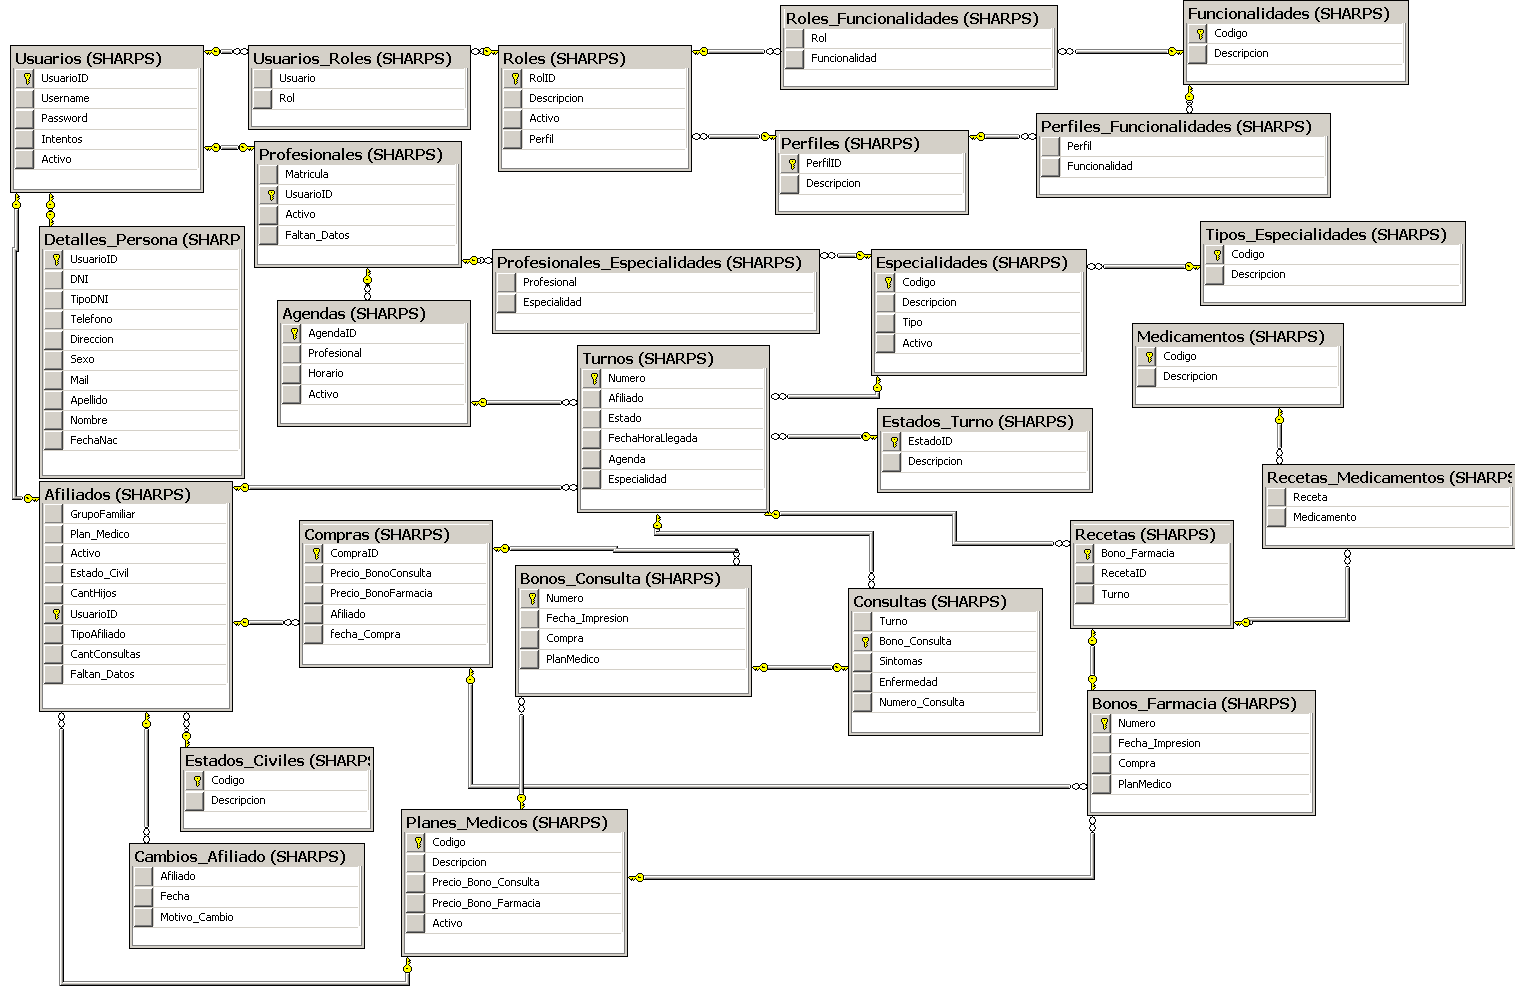 Usuarios (SHARPS)
UsuarioID
Username
Password
Intentos
Activo
Usuarios_Roles (SHARPS)
Usuario
Rol
Roles (SHARPS)
RolID
Descripcion
Activo
Perfil
Roles_Funcionalidades (SHARPS)
Rol
Funcionalidad
Funcionalidades (SHARPS)
Codigo
Descripcion
Profesionales (SHARPS)
Matricula
UsuarioID
Activo
Faltan_Datos
Perfiles (SHARPS)
PerfilID
Descripcion
Perfiles_Funcionalidades (SHARPS)
Perfil
Funcionalidad
Detalles_Persona (SHARP
UsuarioID
DNI
TipoDNI
Telefono
Direccion
Sexo
Mail
Apellido
Nombre
FechaNac
Agendas (SHARPS)
AgendaID
Profesional
Horario
Activo
Profesionales_Especialidades (SHARPS)
Profesional
Especialidad
Especialidades (SHARPS)
Codigo
Descripcion
Tipo
Activo
Tipos_Especialidades (SHARPS)
Codigo
Descripcion
Turnos (SHARPS)
Numero
Afiliado
Estado
FechaHoraLlegada
Agenda
Especialidad
Estados_Turno (SHARPS)
EstadoID
Descripcion
Medicamentos (SHARPS)
Codigo
Descripcion
Recetas_Medicamentos (SHARPS
Receta
Medicamento
Afiliados (SHARPS)
GrupoFamiliar
Plan_Medico
Activo
Estado_Civil
CantHijos
UsuarioID
TipoAfiliado
CantConsultas
Faltan_Datos
Compras (SHARPS)
CompraID
Precio_BonoConsulta
Precio_BonoFarmacia
Afiliado
fecha_Compra
Bonos_Consulta (SHARPS)
Numero
Fecha_Impresion
Compra
PlanMedico
Consultas (SHARPS)
Turno
Bono_Consulta
Sintomas
Enfermedad
Numero_Consulta
Recetas (SHARPS)
Bono_Farmacia
RecetaID
Turno
Bonos_Farmacia (SHARPS)
Numero
Fecha_Impresion
Compra
PlanMedico
Estados_Civiles (SHARPS
Codigo
Descripcion
Cambios_Afiliado (SHARPS)
Afiliado
Fecha
Motivo_Cambio
Planes_Medicos (SHARPS)
Codigo
Descripcion
Precio_Bono_Consulta
Precio_Bono_Farmacia
Activo